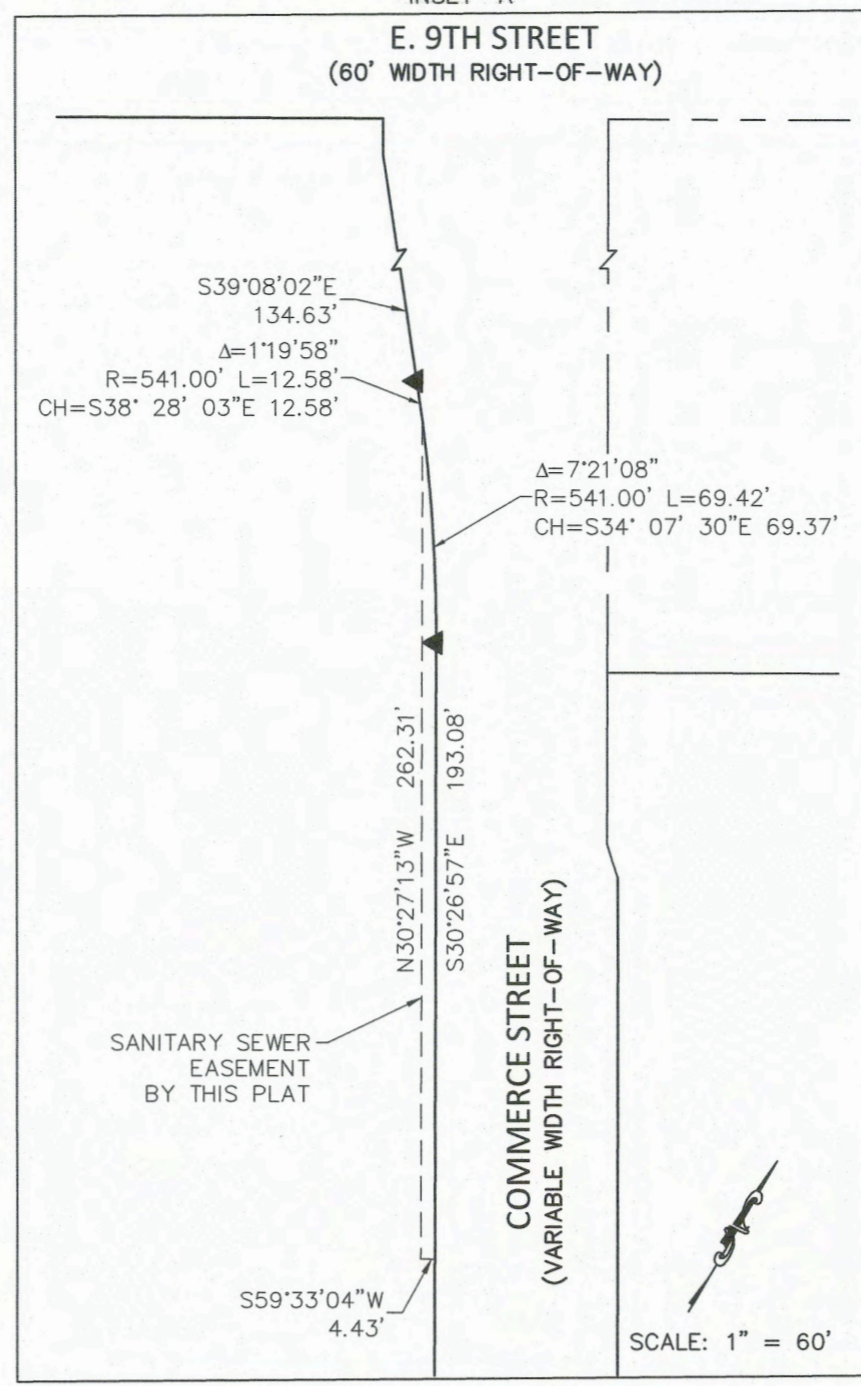 E. 9TH STREET
(60' WIDTH RIGHT-OF-WAY)
S39°08'02"E
134.63'
Δ=1°19'58"
R=541.00' L=12.58'
CH=S38° 28' 03"E 12.58'
Δ=7°21'08"
R=541.00' L=69.42'
CH=S34° 07' 30"E 69.37'
N30°27'13"W 262.31'
S30°26'57"E 193.08'
SANITARY SEWER
EASEMENT
BY THIS PLAT
COMMERCE STREET
(VARIABLE WIDTH RIGHT-OF-WAY)
S59°33'04"W
4.43'
SCALE: 1" = 60'